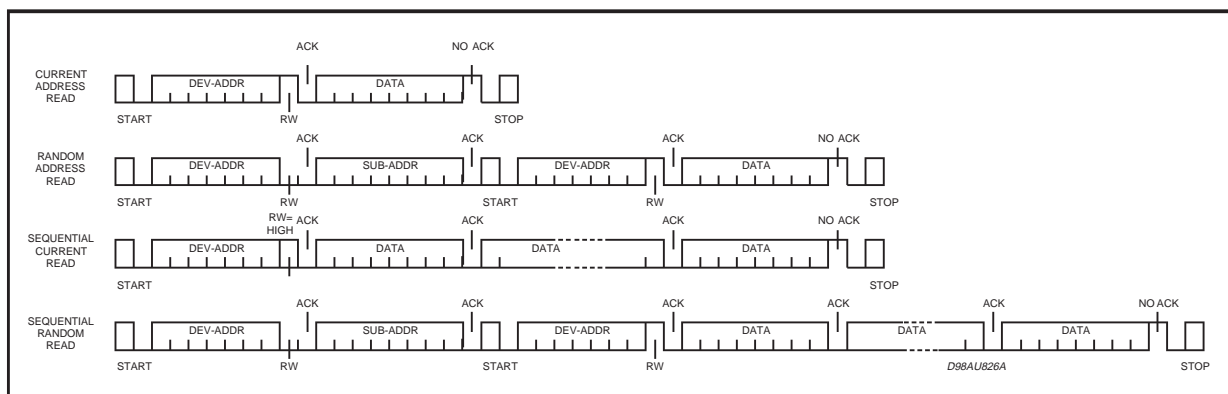 ACK NO ACK
CURRENT
ADDRESS
READ
DEV-ADDR DATA
START RW STOP
ACK ACK ACK NO ACK
RANDOM
ADDRESS
READ
DEV-ADDR SUB-ADDR DEV-ADDR DATA
START RW START RW STOP
RW=
HIGH
ACK ACK ACK NO ACK
SEQUENTIAL
CURRENT
READ
DEV-ADDR DATA DATA DATA
START STOP
ACK ACK ACK ACK ACK NO ACK
SEQUENTIAL
RANDOM
READ
DEV-ADDR SUB-ADDR DEV-ADDR DATA DATA DATA
START RW START RW D98AU826A STOP